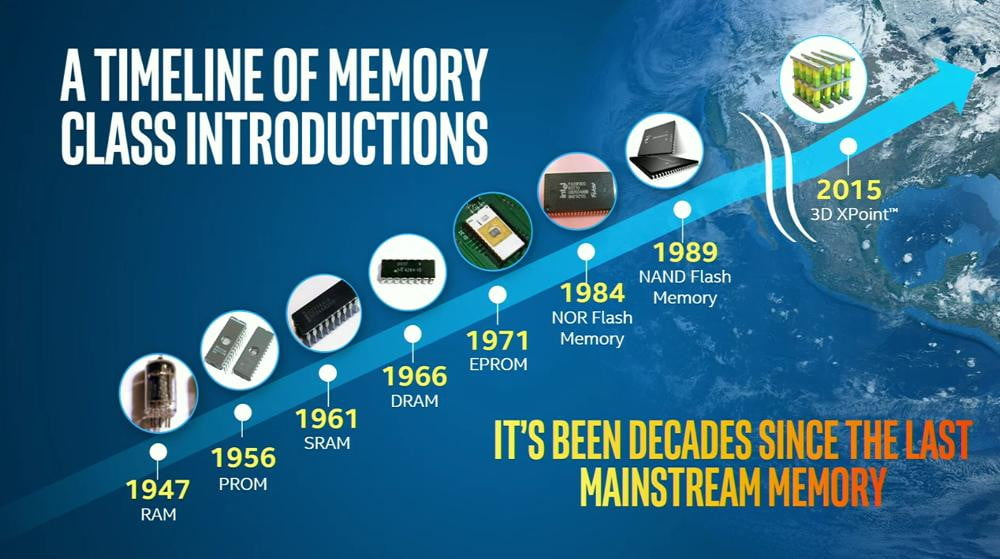 A TIMELINE OF MEMORY
CLASS INTRODUCTIONS
1947
RAM
1956
PROM
1961
SRAM
1966
DRAM
1971
EPROM
1984
NOR Flash
Memory
1989
NAND Flash
Memory
2015
3D XPoint™
IT'S BEEN DECADES SINCE THE LAST
MAINSTREAM MEMORY
intel